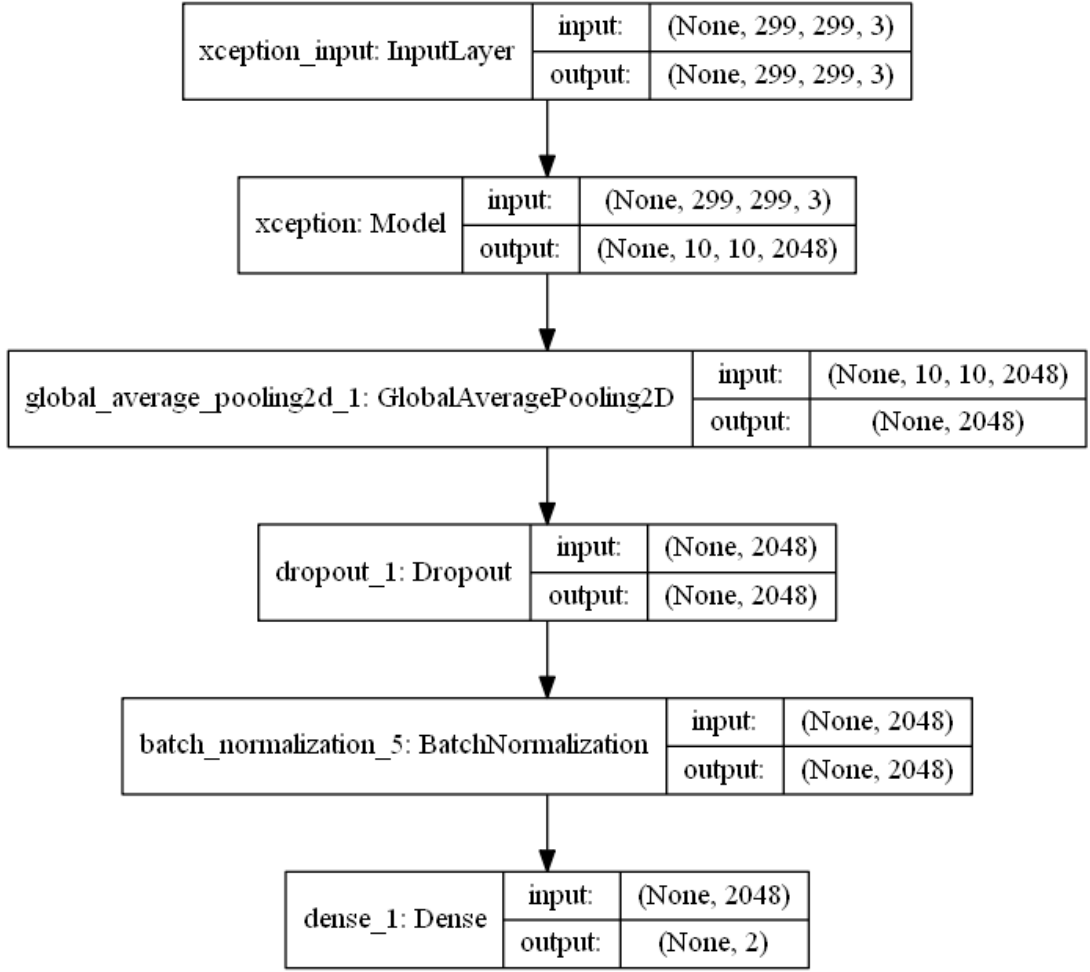 xception_input: InputLayer
input: (None, 299, 299, 3)
output: (None, 299, 299, 3)
xception: Model
input: (None, 299, 299, 3)
output: (None, 10, 10, 2048)
global_average_pooling2d_1: GlobalAveragePooling2D
input: (None, 10, 10, 2048)
output: (None, 2048)
dropout_1: Dropout
input: (None, 2048)
output: (None, 2048)
batch_normalization_5: BatchNormalization
input: (None, 2048)
output: (None, 2048)
dense_1: Dense
input: (None, 2048)
output: (None, 2)